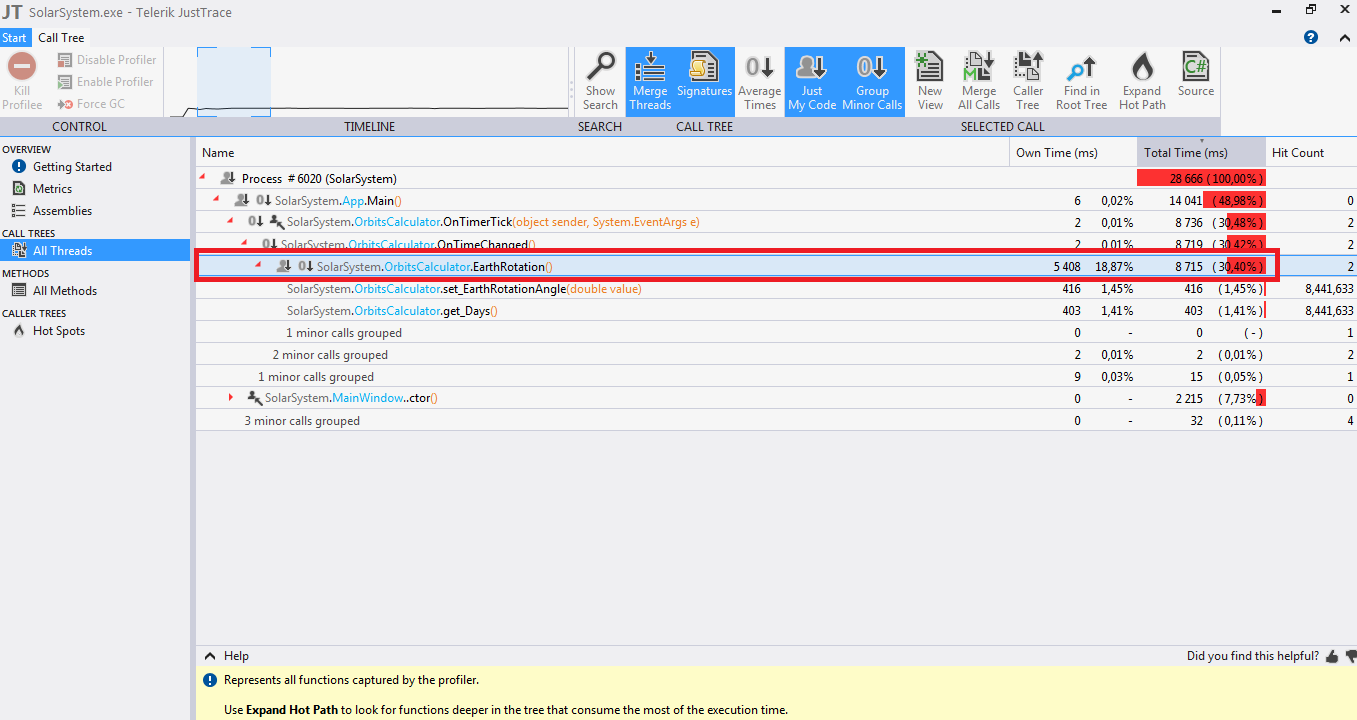 JT SolarSystem.exe - Telerik JustTrace
Start Call Tree
Kill Profilee
Disable Profiler
Enable Profiler
Force GC
Show Search
Merge Threads
Signatures
Average Times
Just My Code
Group Minor Calls
New View
Merge All Calls
Caller Tree
Find in Root Tree
Expand Hot Path
C#
Source
CONTROL TIMELINE SEARCH CALL TREE SELECTED CALL
OVERVIEW
Getting Started
Metrics
Assemblies
CALL TREES
All Threads
METHODS
All Methods
CALLER TREES
Hot Spots
Name Own Time (ms) Total Time (ms) Hit Count
Process # 6020 (SolarSystem) 28 666 (100,00% )
SolarSystem.App.Main() 6 0,02% 14 041 (48,98% ) 0
SolarSystem.OrbitsCalculator.OnTimerTick(object sender, System.EventArgs e) 2 0,01% 8 736 (30,48% ) 2
SolarSystem.OrbitsCalculator.OnTimeChanged() 2 0,01% 8 719 (30,42% ) 2
SolarSystem.OrbitsCalculator.EarthRotation() 5 408 18,87% 8 715 (30,40% ) 2
SolarSystem.OrbitsCalculator.set_EarthRotationAngle(double value) 416 1,45% 416 (1,45% ) 8,441,633
SolarSystem.OrbitsCalculator.get_Days() 403 1,41% 403 (1,41% ) 8,441,633
1 minor calls grouped 0 - 0 ( - ) 1
2 minor calls grouped 2 0,01% 2 (0,01% ) 2
1 minor calls grouped 9 0,03% 15 (0,05% ) 1
SolarSystem.MainWindow..ctor() 0 - 2 215 (7,73% ) 0
3 minor calls grouped 0 - 32 (0,11% ) 4
Help Did you find this helpful?
Represents all functions captured by the profiler.
Use Expand Hot Path to look for functions deeper in the tree that consume the most of the execution time.